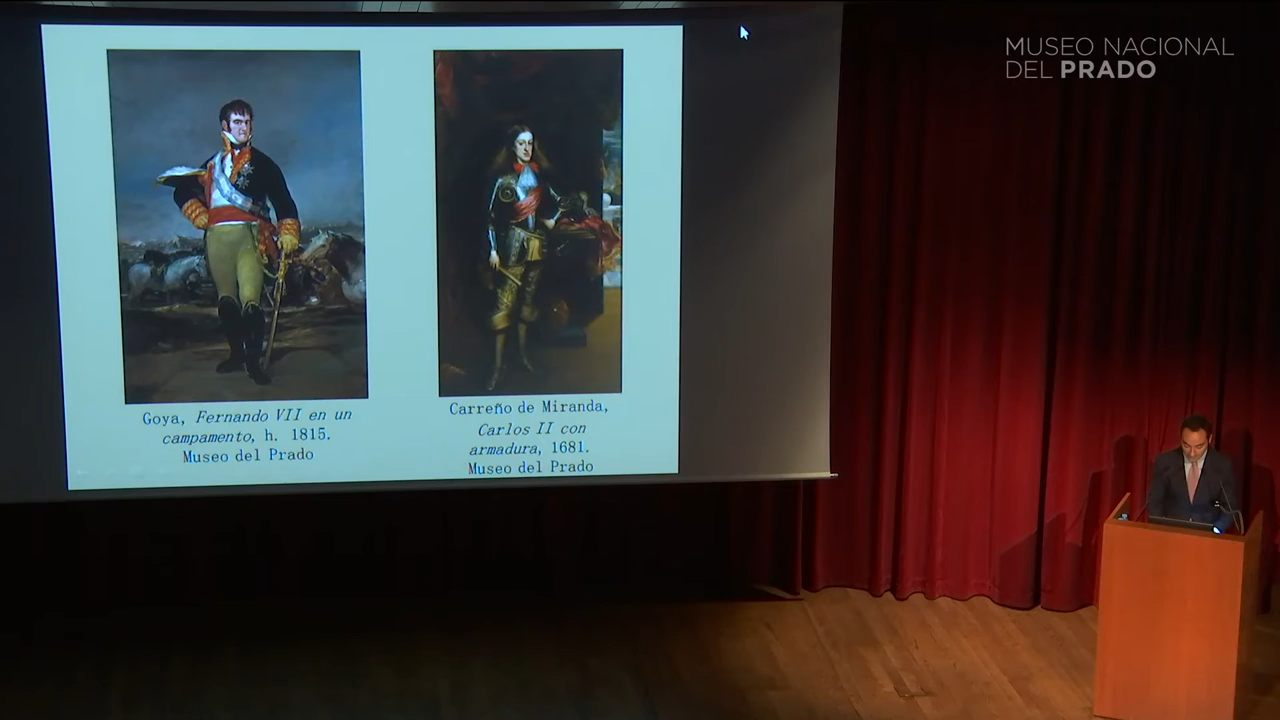 MUSEO NACIONAL
DEL PRADO
Goya, Fernando VII en un
campamento, h. 1815.
Museo del Prado
Carreño de Miranda,
Carlos II con
armadura, 1681.
Museo del Prado